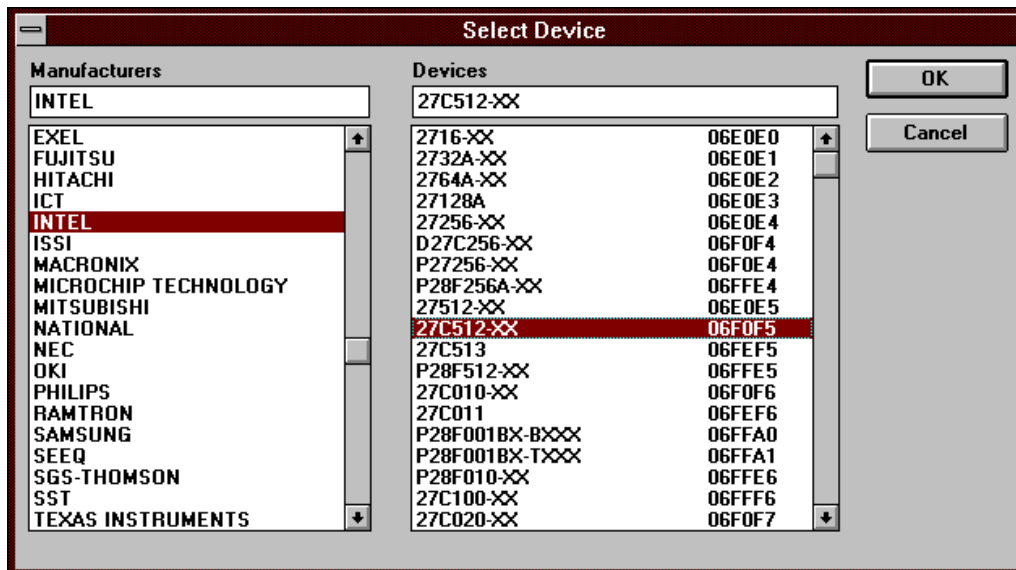 Select Device
Manufacturers
INTEL
EXEL
FUJITSU
HITACHI
ICT
INTEL
ISSI
MACRONIX
MICROCHIP TECHNOLOGY
MITSUBISHI
NATIONAL
NEC
OKI
PHILIPS
RAMTRON
SAMSUNG
SEEQ
SGS-THOMSON
SST
TEXAS INSTRUMENTS
Devices
27C512-XX
2716-XX 06E0E0
2732A-XX 06E0E1
2764A-XX 06E0E2
27128A 06E0E3
27256-XX 06E0E4
D27C256-XX 06F0F4
P27256-XX 06F0E4
P28F256A-XX 06FFE4
27512-XX 06E0E5
27C512-XX 06F0F5
27C513 06FEF5
P28F512-XX 06FFE5
27C010-XX 06F0F6
27C011 06FEF6
P28F001BX-BXXX 06FFA0
P28F001BX-TXXX 06FFA1
P28F010-XX 06FFE6
27C100-XX 06FFF6
27C020-XX 06F0F7
OK
Cancel